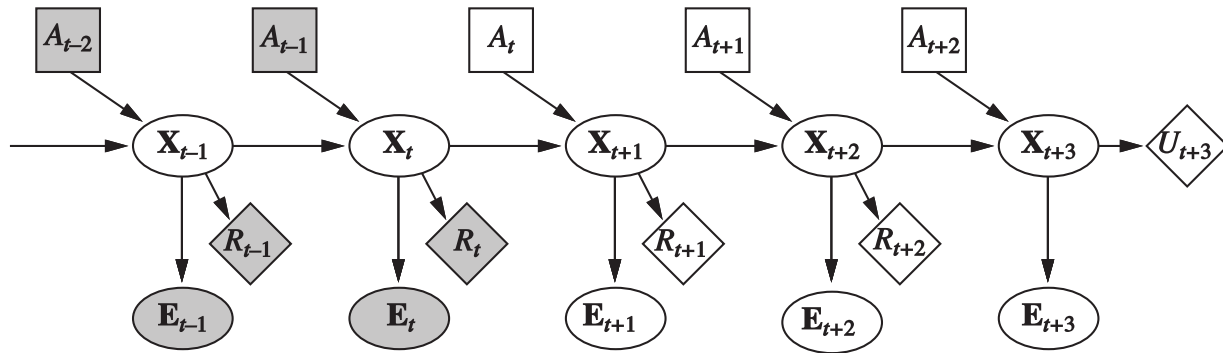 A_{t–2} A_{t–1} A_t A_{t+1} A_{t+2}
X_{t–1} X_t X_{t+1} X_{t+2} X_{t+3} U_{t+3}
R_{t–1} R_t R_{t+1} R_{t+2}
E_{t–1} E_t E_{t+1} E_{t+2} E_{t+3}